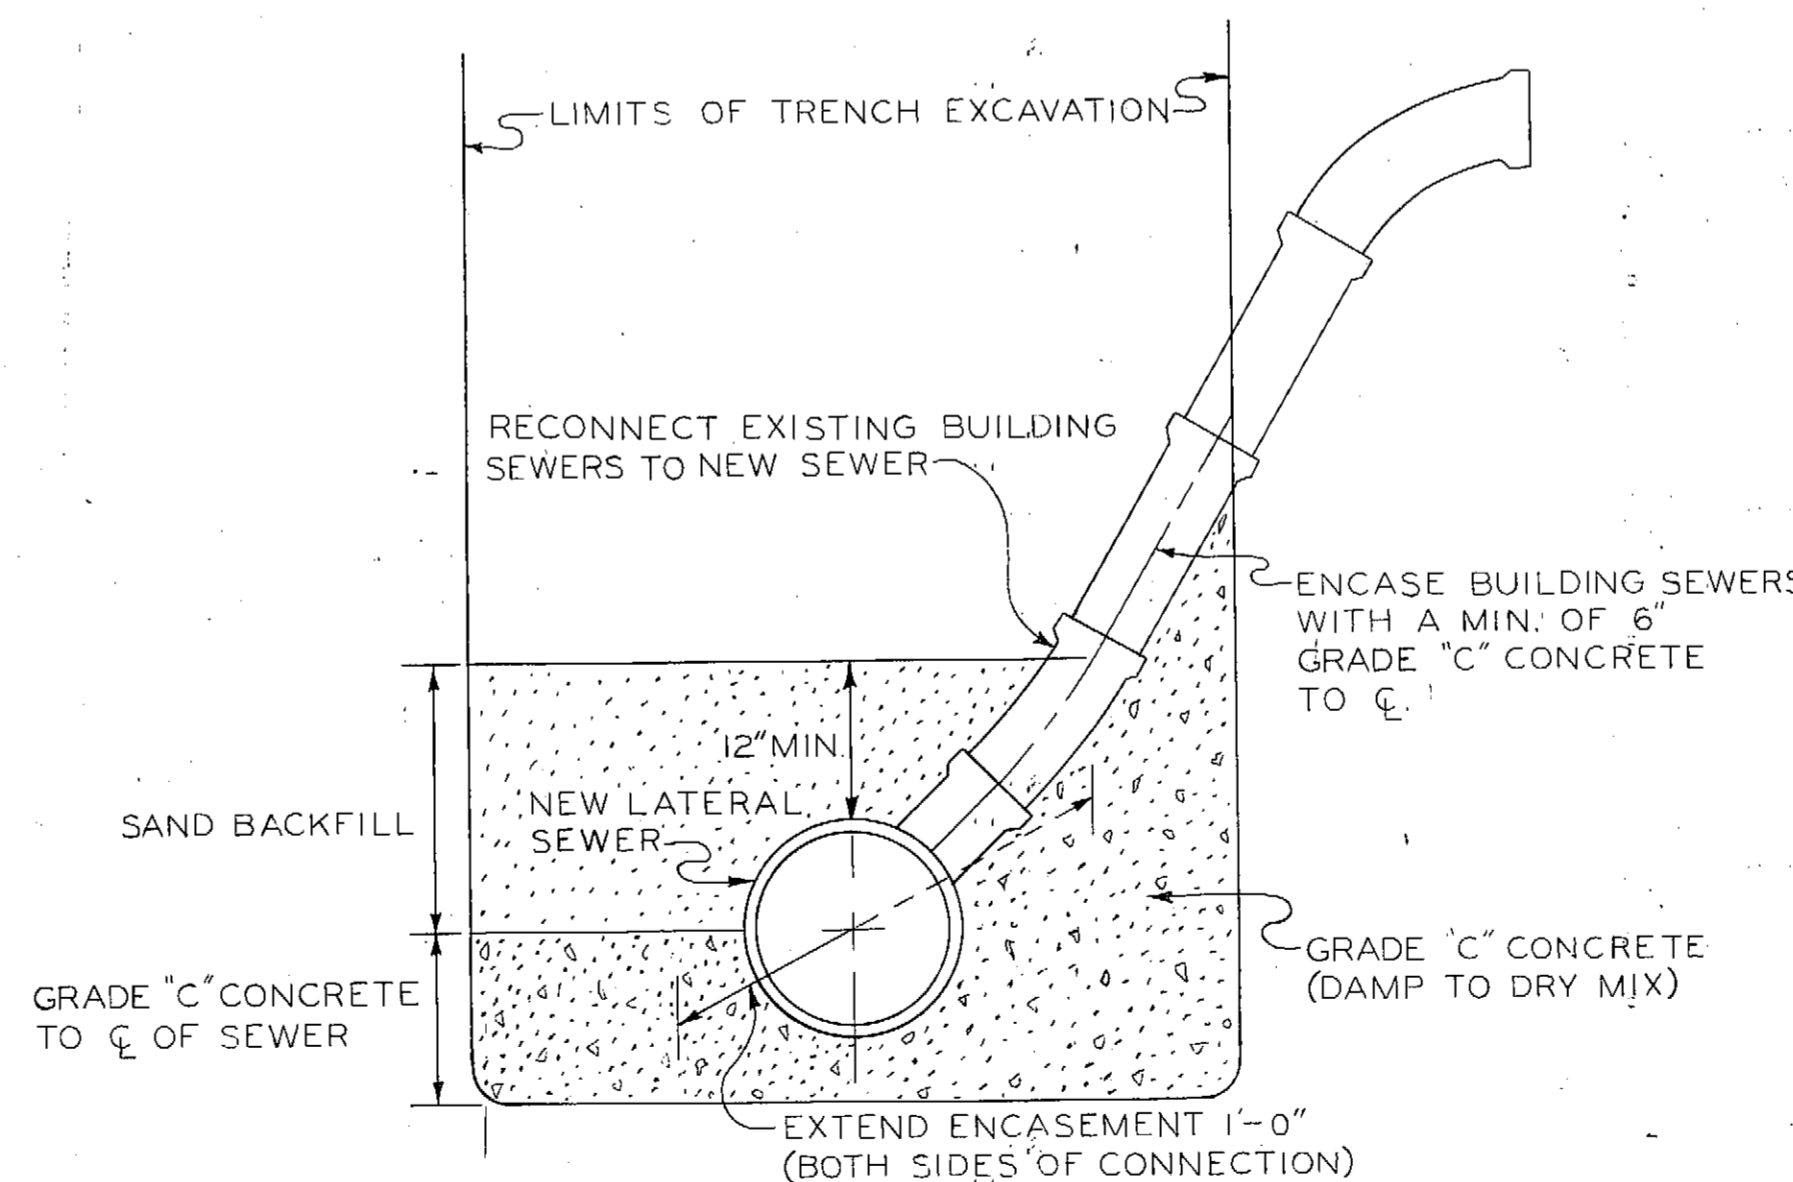 LIMITS OF TRENCH EXCAVATION
RECONNECT EXISTING BUILDING
SEWERS TO NEW SEWER
ENCASE BUILDING SEWERS
WITH A MIN. OF 6"
GRADE "C" CONCRETE
TO ℄.
12" MIN.
NEW LATERAL
SEWER
SAND BACKFILL
GRADE "C" CONCRETE
TO ℄ OF SEWER
GRADE "C" CONCRETE
(DAMP TO DRY MIX)
EXTEND ENCASEMENT 1'-0"
(BOTH SIDES OF CONNECTION)